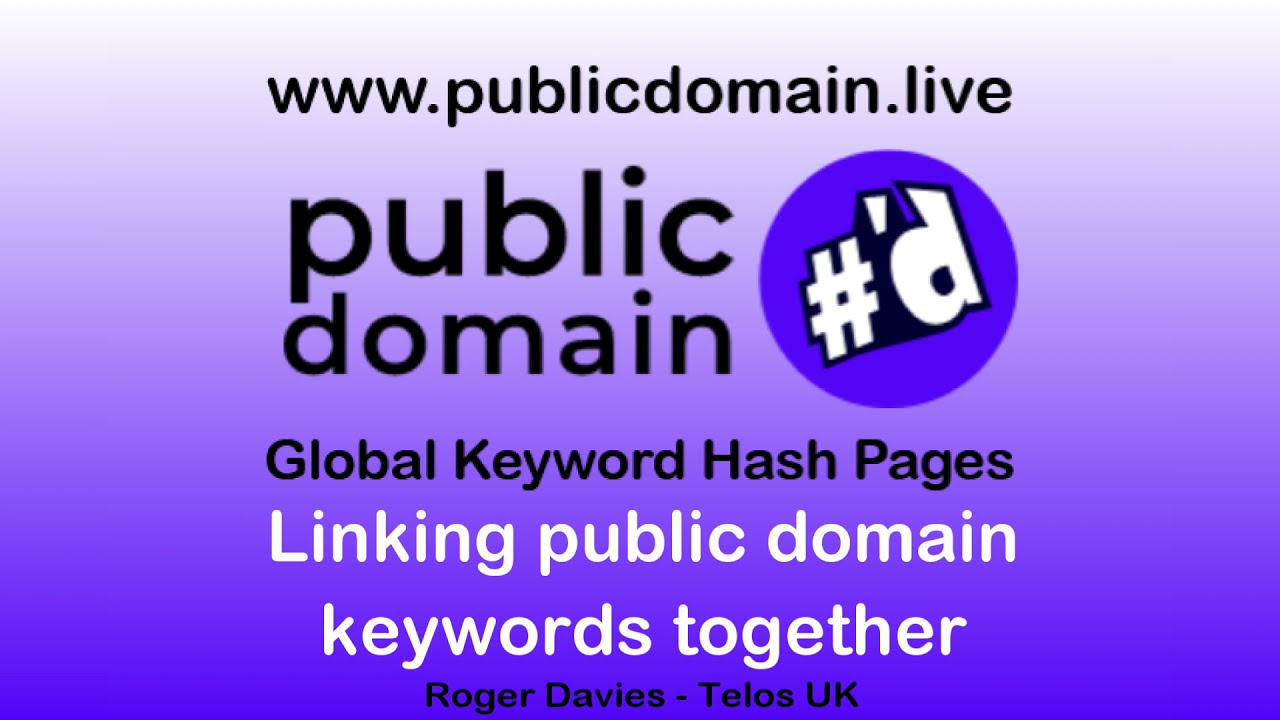 www.publicdomain.live
public
domain
#'d
Global Keyword Hash Pages
Linking public domain
keywords together
Roger Davies - Telos UK